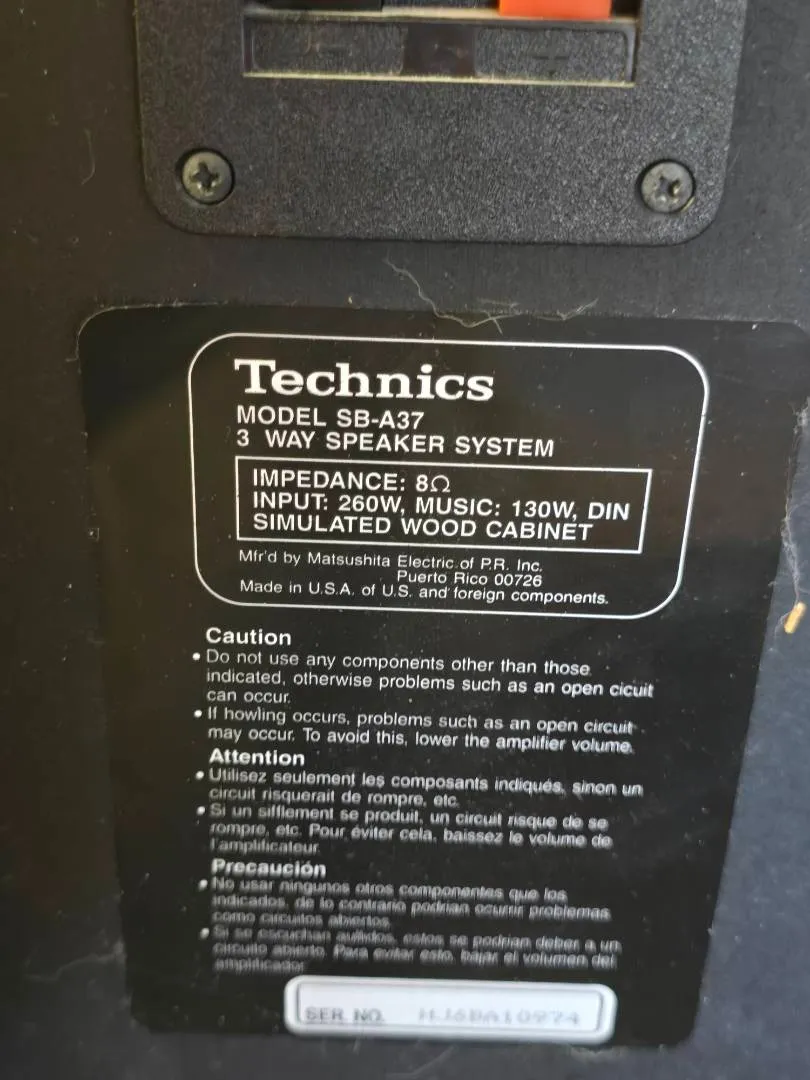 Technics
MODEL SB-A37
3 WAY SPEAKER SYSTEM
IMPEDANCE: 8Ω
INPUT: 260W, MUSIC: 130W, DIN
SIMULATED WOOD CABINET
Mfr'd by Matsushita Electric of P.R. Inc.
Puerto Rico 00726
Made in U.S.A. of U.S. and foreign components.
Caution
• Do not use any components other than those
indicated, otherwise problems such as an open cicuit
can occur.
• If howling occurs, problems such as an open circuit
may occur. To avoid this, lower the amplifier volume.
Attention
• Utilisez seulement les composants indiqués, sinon un
circuit risquerait de rompre, etc.
• Si un sifflement se produit, un circuit risque de se
rompre, etc. Pour éviter cela, baissez le volume de
l'amplificateur.
Precaución
• No usar ningunos otros componentes que los
indicados, de lo contrario podrian ocurrir problemas
como circuitos abiertos.
• Si se escuchan aullidos, estos se podrian deber a un
circuito abierto. Para evitar esto, bajar el volumen del
amplificador.
SER. NO.